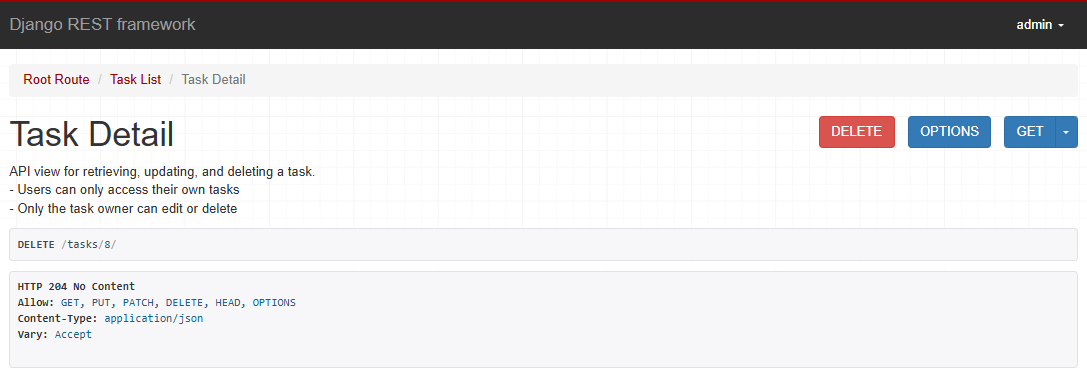 Django REST framework
admin
Root Route / Task List / Task Detail
Task Detail
DELETE
OPTIONS
GET
API view for retrieving, updating, and deleting a task.
- Users can only access their own tasks
- Only the task owner can edit or delete
DELETE /tasks/8/
HTTP 204 No Content
Allow: GET, PUT, PATCH, DELETE, HEAD, OPTIONS
Content-Type: application/json
Vary: Accept